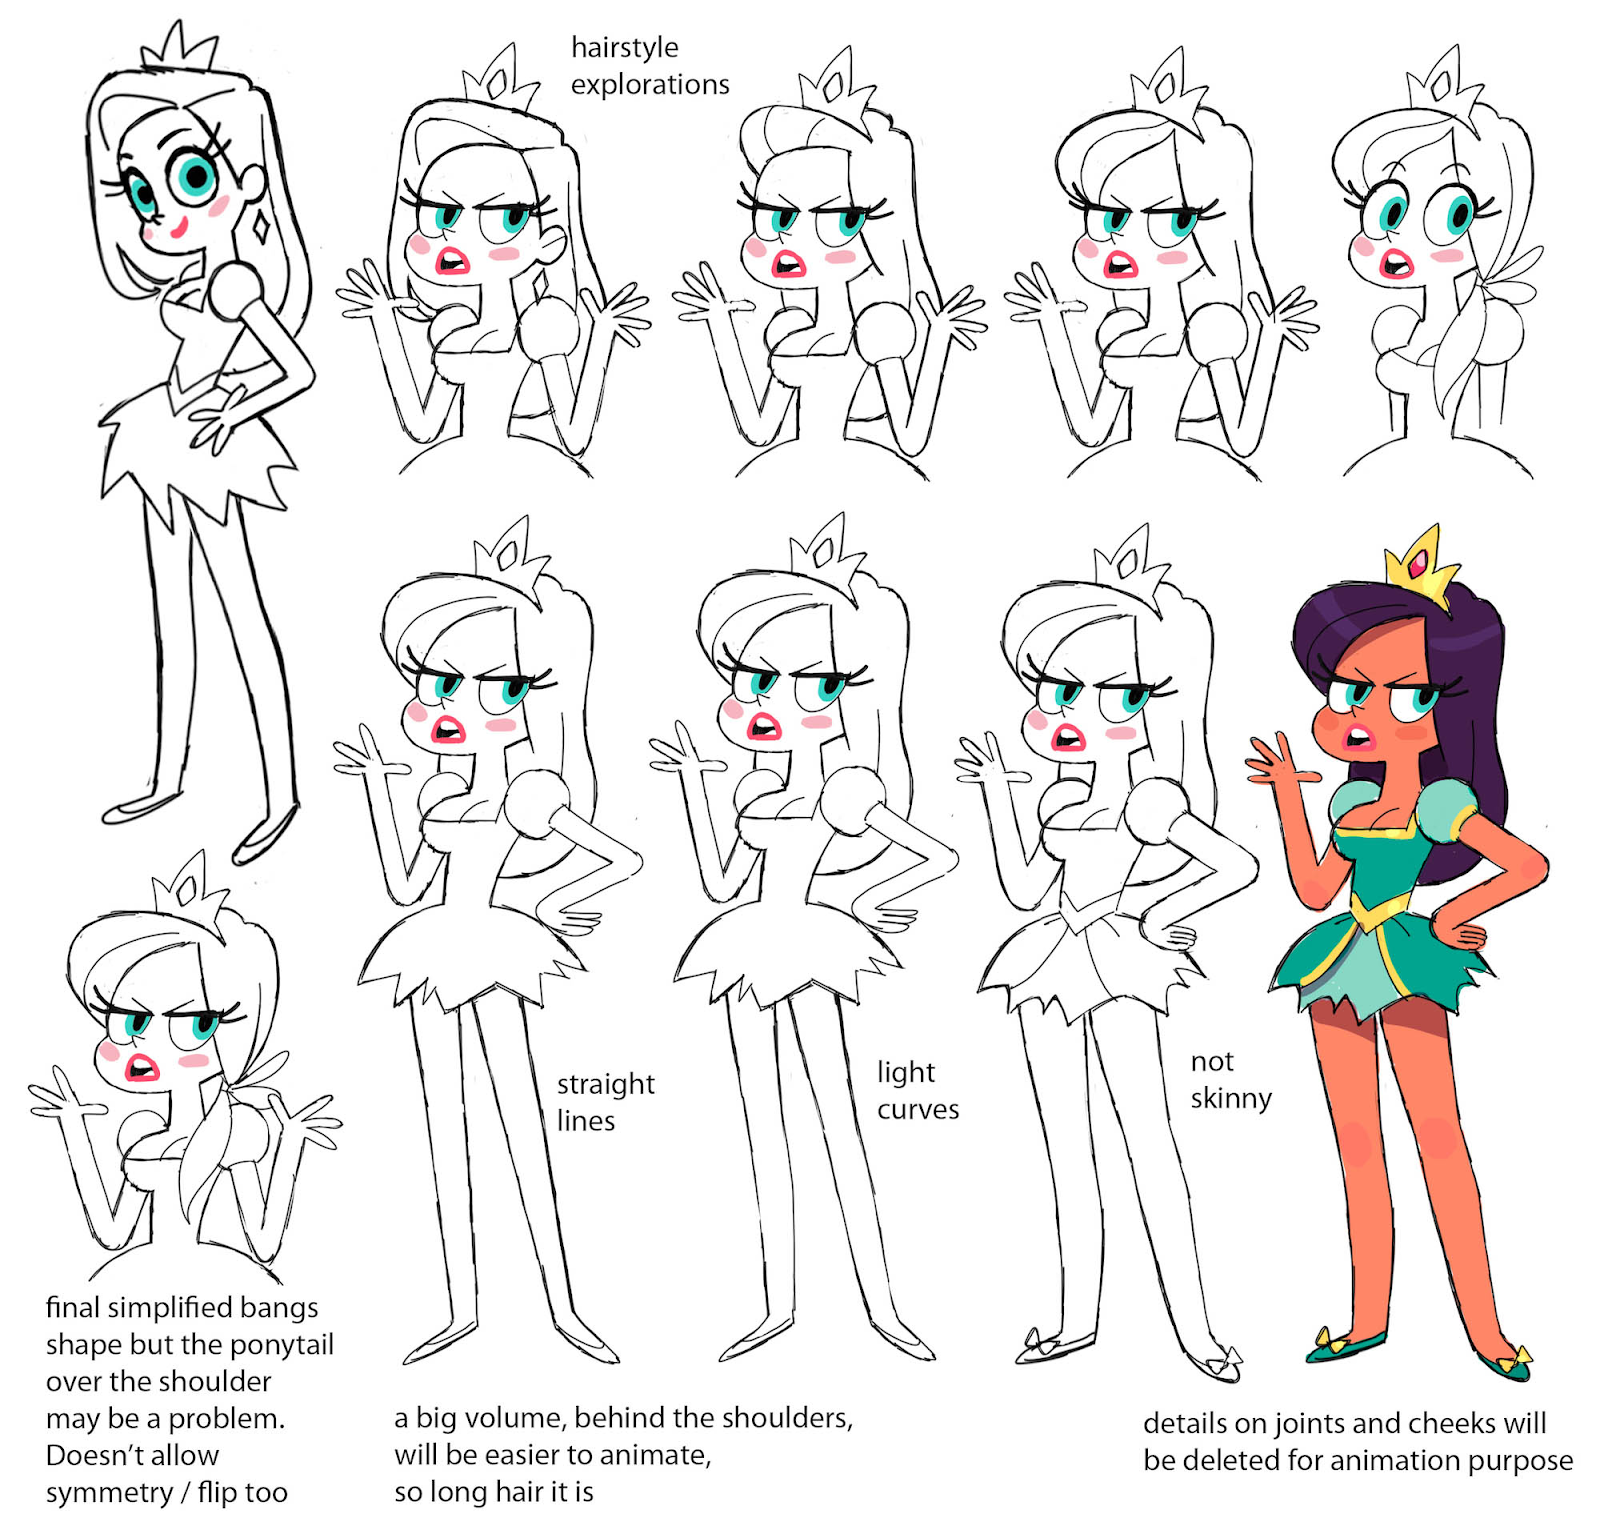 hairstyle
explorations
straight
lines
light
curves
not
skinny
final simplified bangs
shape but the ponytail
over the shoulder
may be a problem.
Doesn't allow
symmetry / flip too
a big volume, behind the shoulders,
will be easier to animate,
so long hair it is
details on joints and cheeks will
be deleted for animation purpose